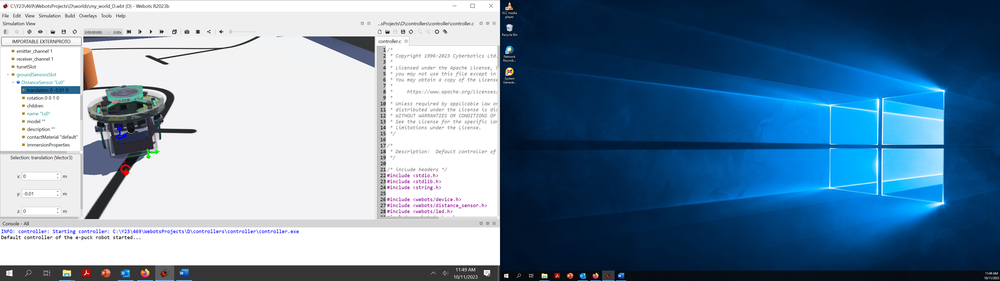 C:\Y23\469\WebotsProjects\D\worlds\my_world_D.wbt (D) - Webots R2023b
File Edit View Simulation Build Overlays Tools Help
Simulation View
0:00:00:000 - 0.00x
IMPORTABLE EXTERNPROTO
emitter_channel 1
receiver_channel 1
turretSlot
groundSensorsSlot
DistanceSensor "Ls0"
translation 0 -0.01 0
rotation 0 0 1 0
children
name "Ls0"
model ""
description ""
contactMaterial "default"
immersionProperties
Selection: translation (Vector3)
x: 0 m
y: -0.01 m
z: 0 m
...sProjects\D\controllers\controller\controller.c
controller.c
1 /*
2 * Copyright 1996-2023 Cyberbotics Ltd.
3 *
4 * Licensed under the Apache License, V
5 * you may not use this file except in
6 * You may obtain a copy of the License
7 *
8 * https://www.apache.org/licenses/
9 *
10 * Unless required by applicable law or
11 * distributed under the License is dis
12 * WITHOUT WARRANTIES OR CONDITIONS OF
13 * See the License for the specific lan
14 * limitations under the License.
15 */
16
17 /*
18 * Description: Default controller of
19 */
20
21 /* include headers */
22 #include <stdio.h>
23 #include <stdlib.h>
24 #include <string.h>
25
26 #include <webots/device.h>
27 #include <webots/distance_sensor.h>
28 #include <webots/led.h>
Console - All
INFO: controller: Starting controller: C:\Y23\469\WebotsProjects\D\controllers\controller\controller.exe
Default controller of the e-puck robot started...
11:49 AM
10/11/2023
VLC media
player
Recycle Bin
Network
Recordi...
System
Generat...
11:49 AM
10/11/2023